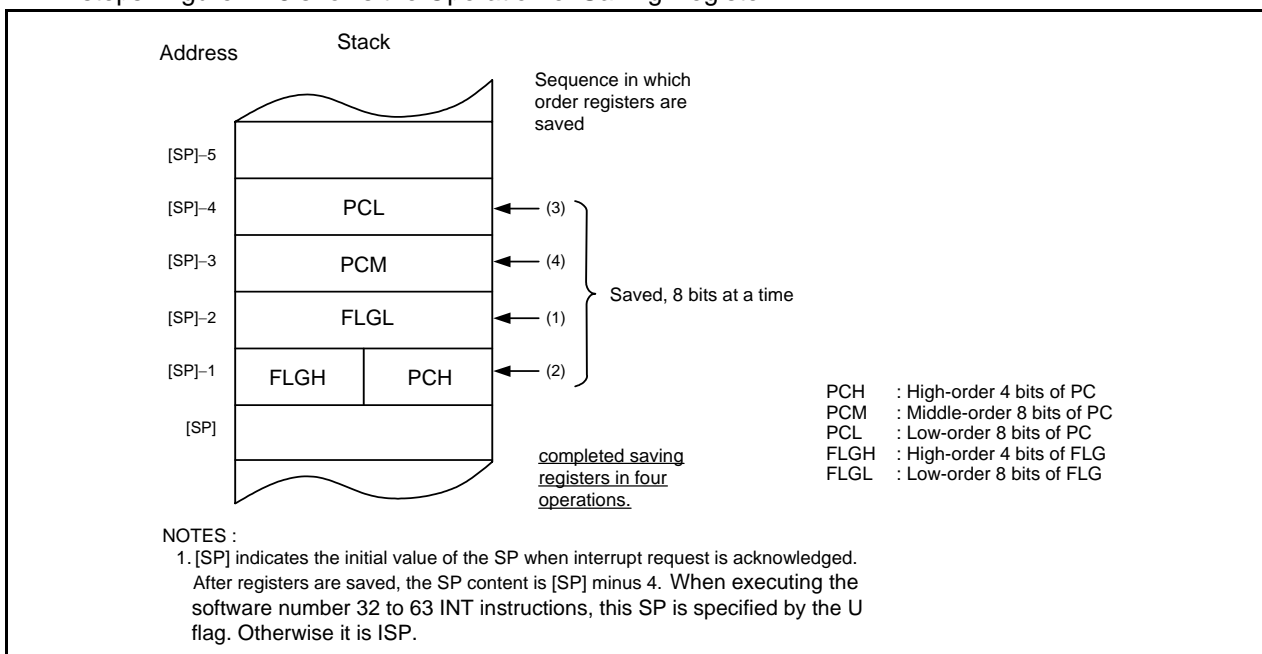 Address
Stack
Sequence in which
order registers are
saved
[SP]−5
[SP]−4
PCL
(3)
[SP]−3
PCM
(4)
Saved, 8 bits at a time
[SP]−2
FLGL
(1)
[SP]−1
FLGH
PCH
(2)
[SP]
PCH : High-order 4 bits of PC
PCM : Middle-order 8 bits of PC
PCL : Low-order 8 bits of PC
FLGH : High-order 4 bits of FLG
FLGL : Low-order 8 bits of FLG
completed saving
registers in four
operations.
NOTES :
1. [SP] indicates the initial value of the SP when interrupt request is acknowledged.
After registers are saved, the SP content is [SP] minus 4. When executing the
software number 32 to 63 INT instructions, this SP is specified by the U
flag. Otherwise it is ISP.